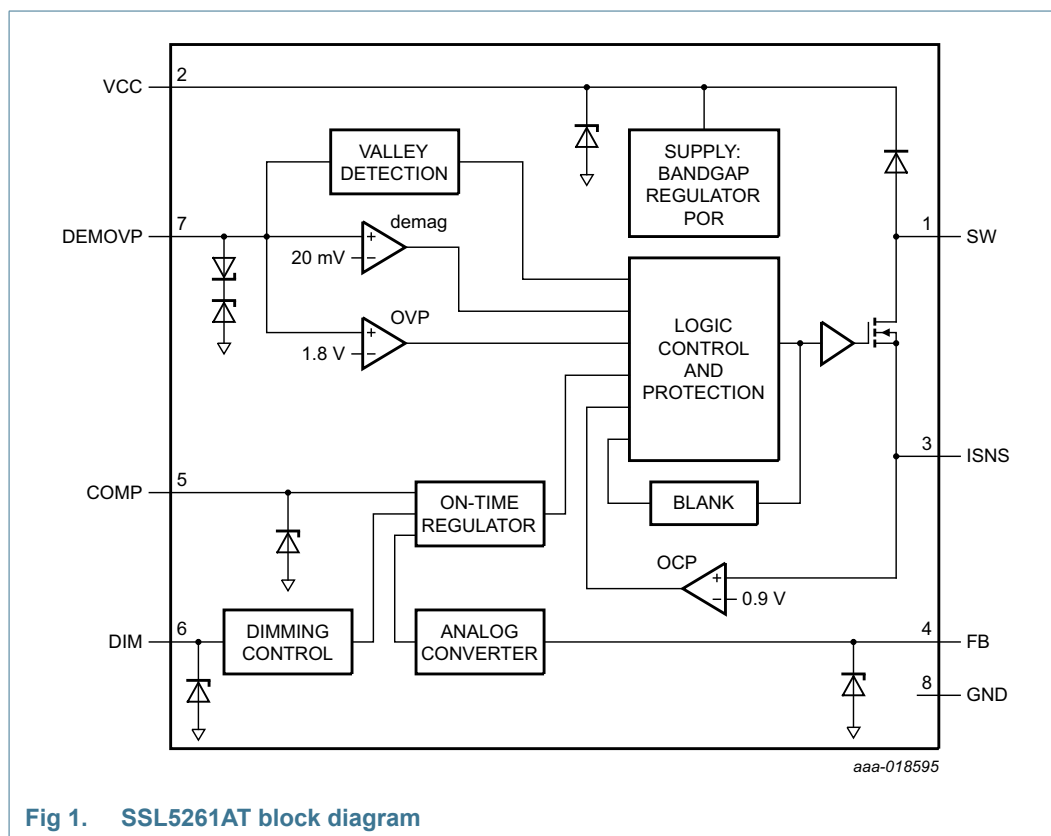 VCC
2
VALLEY
DETECTION
SUPPLY:
BANDGAP
REGULATOR
POR
DEMOVP
7
demag
+
20 mV
−
1
SW
OVP
+
1.8 V
−
LOGIC
CONTROL
AND
PROTECTION
3
ISNS
COMP
5
ON-TIME
REGULATOR
BLANK
OCP
+
−
0.9 V
DIM
6
DIMMING
CONTROL
ANALOG
CONVERTER
4
FB
8
GND
aaa-018595
Fig 1. SSL5261AT block diagram